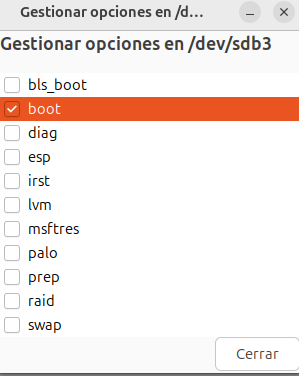 Gestionar opciones en /d...
Gestionar opciones en /dev/sdb3
bls_boot
boot
diag
esp
irst
lvm
msftres
palo
prep
raid
swap
Cerrar